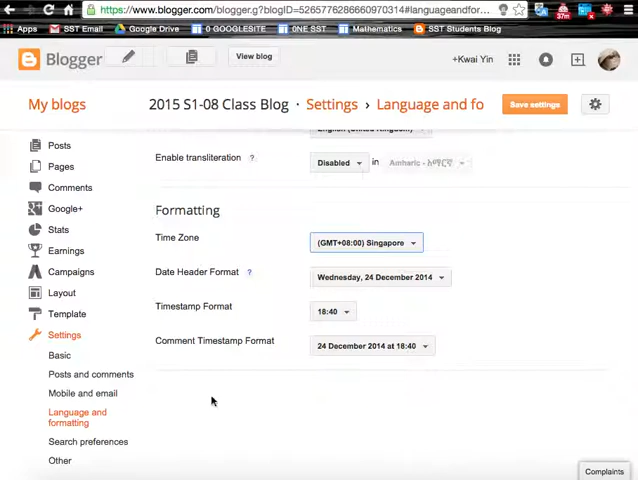 https://www.blogger.com/blogger.g?blogID=5265776286660970314#languageandfor...
Apps SST Email Google Drive 0 GOOGLESITE 0NE SST Mathematics SST Students Blog
37m
Blogger
View blog
+Kwai Yin
My blogs
2015 S1-08 Class Blog · Settings › Language and fo
Save settings
English (United Kingdom)
Posts
Enable transliteration ?
Disabled in Amharic - አማርኛ
Pages
Comments
Google+
Formatting
Stats
Time Zone
(GMT+08:00) Singapore
Earnings
Campaigns
Date Header Format ?
Wednesday, 24 December 2014
Layout
Template
Timestamp Format
18:40
Settings
Comment Timestamp Format
24 December 2014 at 18:40
Basic
Posts and comments
Mobile and email
Language and
formatting
Search preferences
Other
Complaints